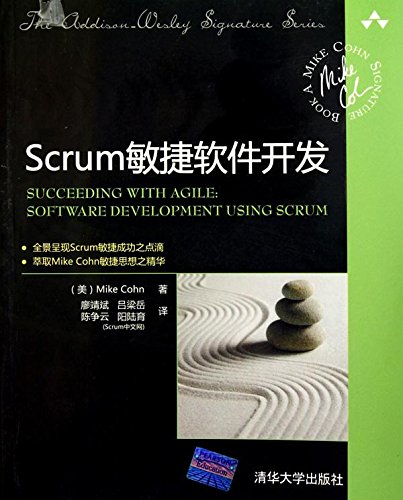 The Addison-Wesley Signature Series
A MIKE COHN SIGNATURE BOOK
Mike Cohn
Scrum敏捷软件开发
SUCCEEDING WITH AGILE:
SOFTWARE DEVELOPMENT USING SCRUM
● 全景呈现Scrum敏捷成功之点滴
● 萃取Mike Cohn敏捷思想之精华
(美) Mike Cohn 著
廖靖斌 吕梁岳
陈争云 阳陆育 译
(Scrum中文网)
PEARSON
Education
清华大学出版社